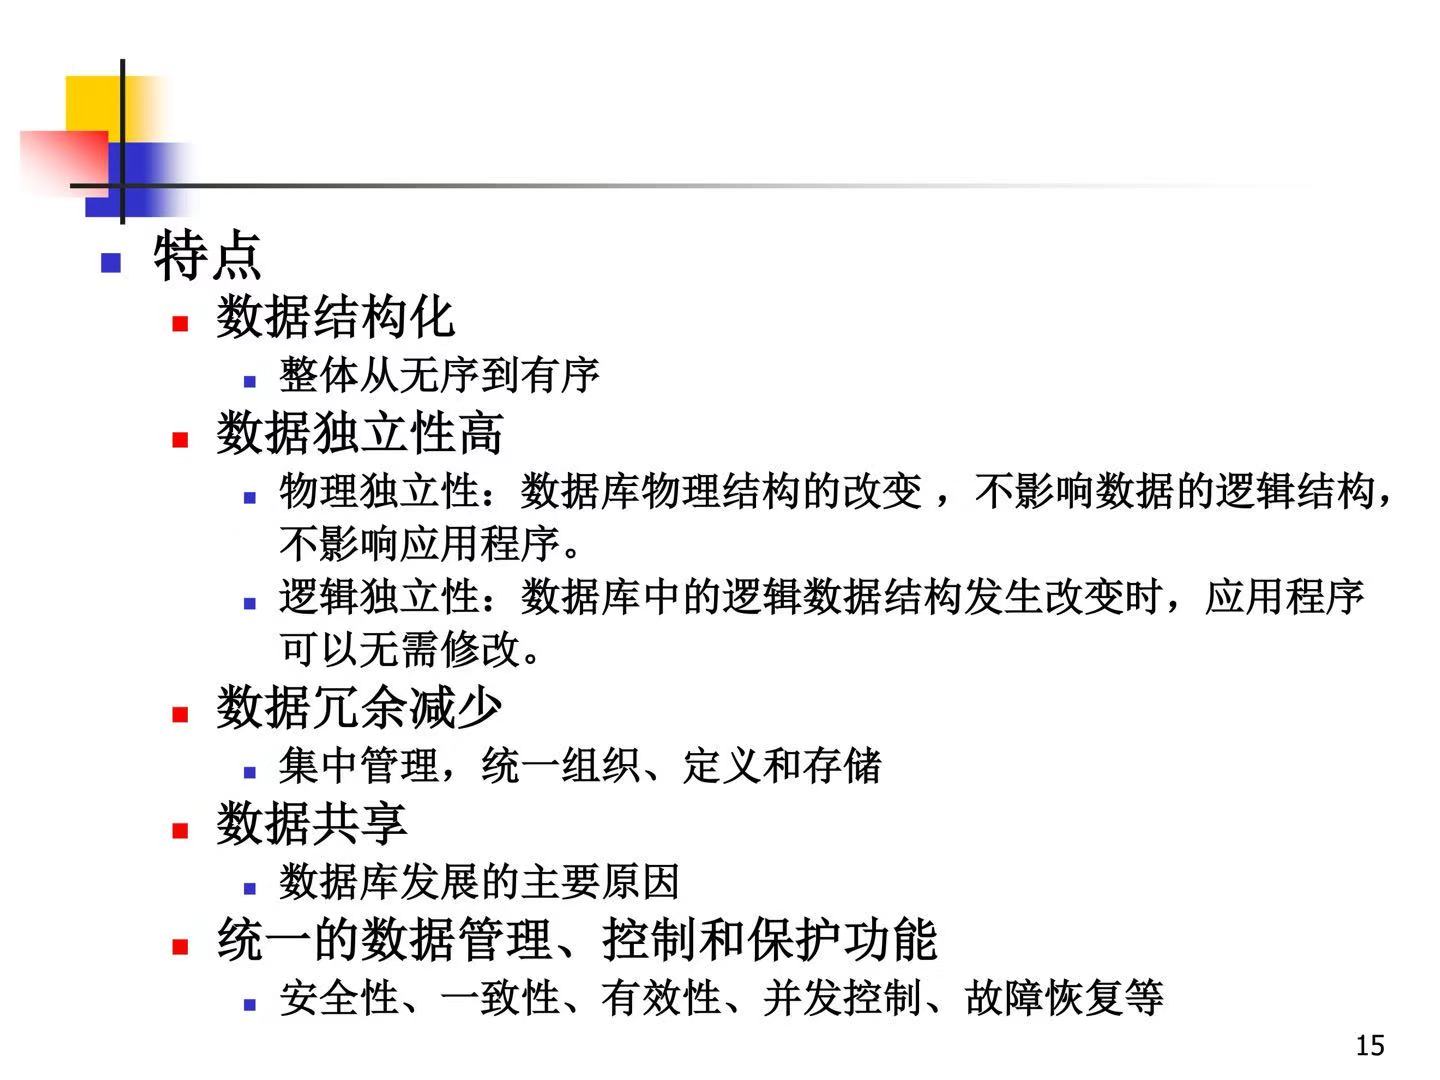 特点
数据结构化
整体从无序到有序
数据独立性高
物理独立性：数据库物理结构的改变，不影响数据的逻辑结构，
不影响应用程序。
逻辑独立性：数据库中的逻辑数据结构发生改变时，应用程序
可以无需修改。
数据冗余减少
集中管理，统一组织、定义和存储
数据共享
数据库发展的主要原因
统一的数据管理、控制和保护功能
安全性、一致性、有效性、并发控制、故障恢复等
15